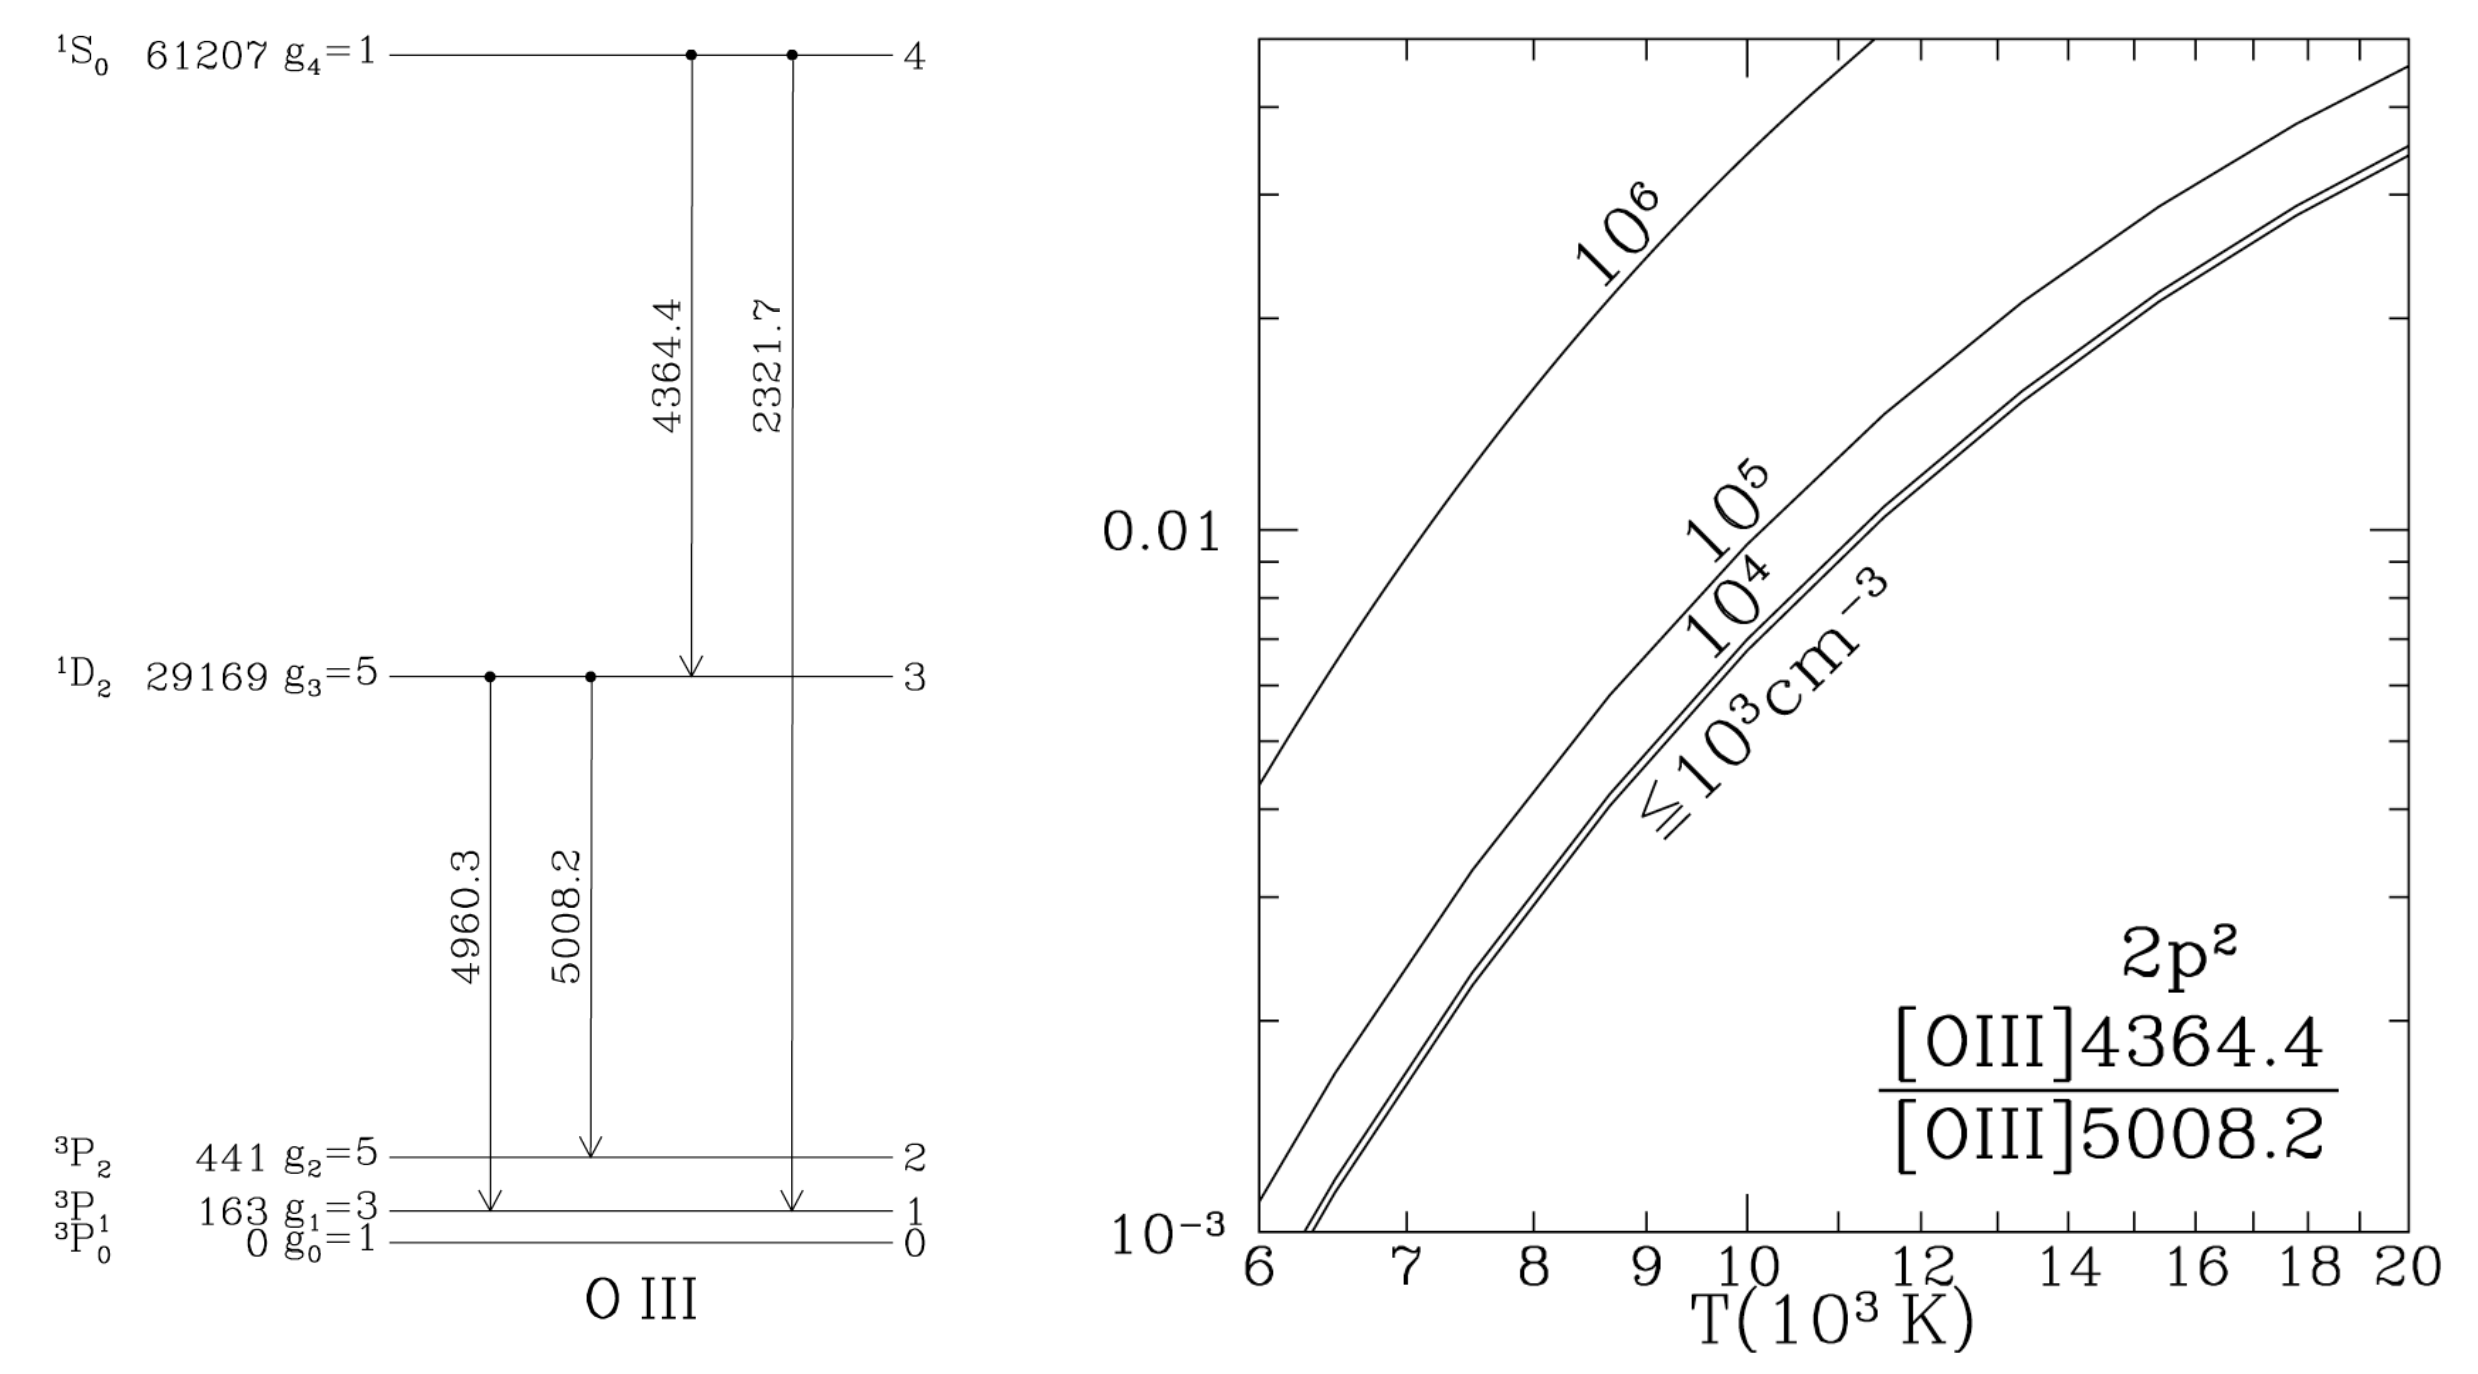 ¹S₀ 61207 g₄=1 4
4364.4
2321.7
¹D₂ 29169 g₃=5 3
4960.3
5008.2
³P₂ 441 g₂=5 2
³P₁ 163 g₁=3 1
³P₀ 0 g₀=1 0
O III
0.01
10⁻³
10⁶
10⁵
10⁴
≤10³cm⁻³
2p²
[OIII]4364.4
[OIII]5008.2
6 7 8 9 10 12 14 16 18 20
T(10³ K)